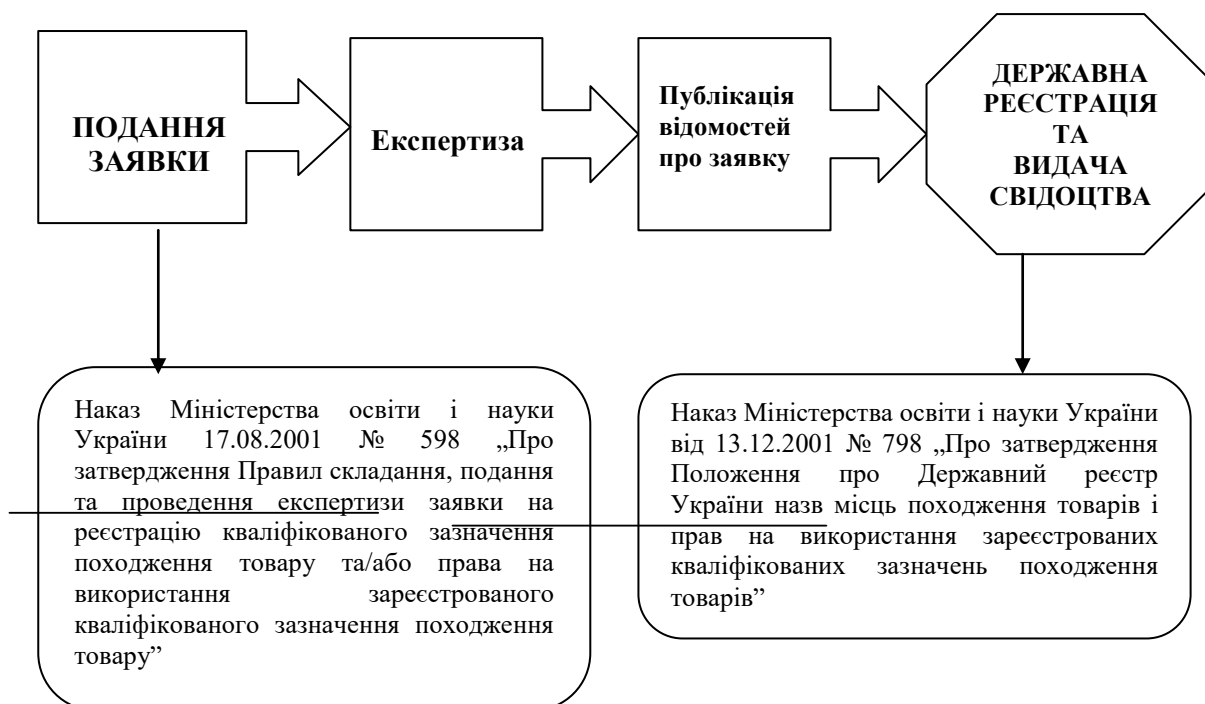 ПОДАННЯ
ЗАЯВКИ
Експертиза
Публікація
відомостей
про заявку
ДЕРЖАВНА
РЕЄСТРАЦІЯ
ТА
ВИДАЧА
СВІДОЦТВА
Наказ Міністерства освіти і науки
України 17.08.2001 № 598 „Про
затвердження Правил складання, подання
та проведення експертизи заявки на
реєстрацію кваліфікованого зазначення
походження товару та/або права на
використання зареєстрованого
кваліфікованого зазначення походження
товару”
Наказ Міністерства освіти і науки України
від 13.12.2001 № 798 „Про затвердження
Положення про Державний реєстр
України назв місць походження товарів і
прав на використання зареєстрованих
кваліфікованих зазначень походження
товарів”